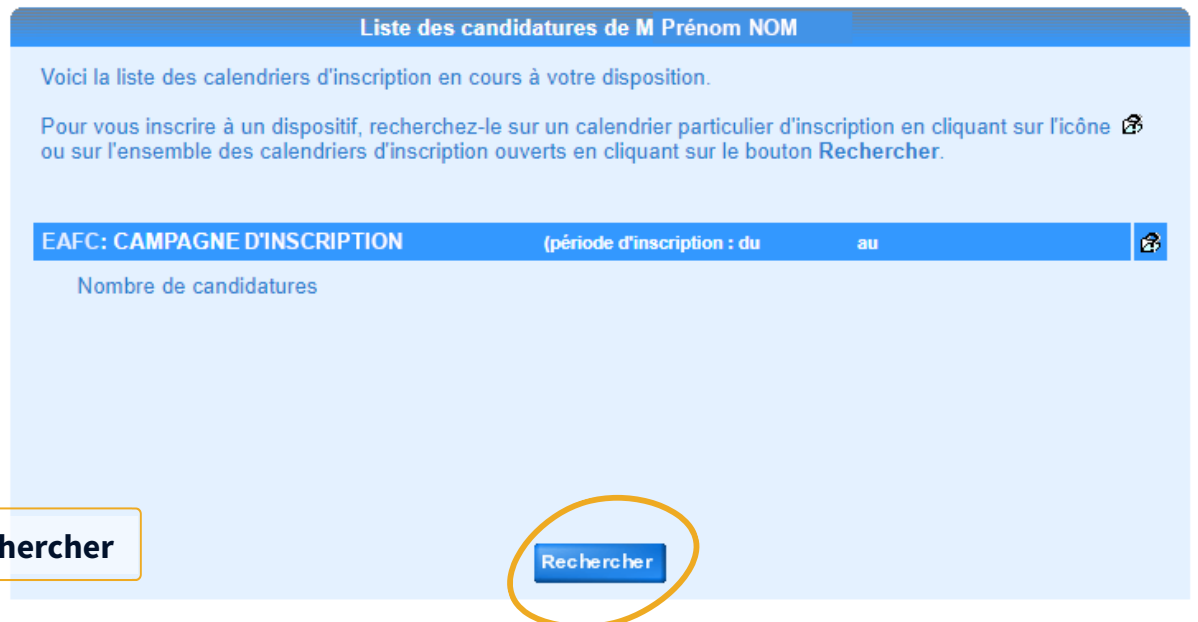 Liste des candidatures de M Prénom NOM
Voici la liste des calendriers d'inscription en cours à votre disposition.
Pour vous inscrire à un dispositif, recherchez-le sur un calendrier particulier d'inscription en cliquant sur l'icône
ou sur l'ensemble des calendriers d'inscription ouverts en cliquant sur le bouton Rechercher.
EAFC: CAMPAGNE D'INSCRIPTION (période d'inscription : du au
Nombre de candidatures
hercher
Rechercher